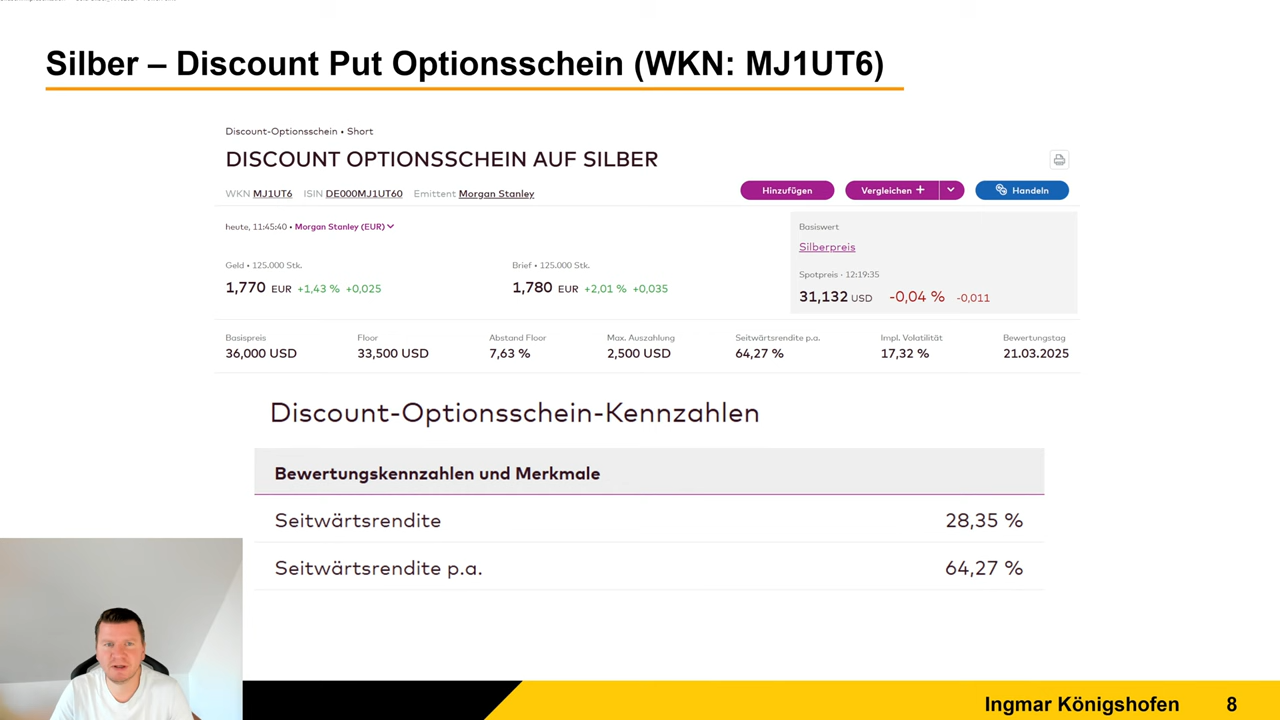 Silber – Discount Put Optionsschein (WKN: MJ1UT6)
Discount-Optionsschein • Short
DISCOUNT OPTIONSSCHEIN AUF SILBER
WKN MJ1UT6 ISIN DE000MJ1UT60 Emittent Morgan Stanley
Hinzufügen Vergleichen + Handeln
heute, 11:45:40 • Morgan Stanley (EUR)
Basiswert
Silberpreis
Geld • 125.000 Stk. Brief • 125.000 Stk.
1,770 EUR +1,43 % +0,025 1,780 EUR +2,01 % +0,035
Spotpreis · 12:19:35
31,132 USD -0,04 % -0,011
Basispreis Floor Abstand Floor Max. Auszahlung Seitwärtsrendite p.a. Impl. Volatilität Bewertungstag
36,000 USD 33,500 USD 7,63 % 2,500 USD 64,27 % 17,32 % 21.03.2025
Discount-Optionsschein-Kennzahlen
Bewertungskennzahlen und Merkmale
Seitwärtsrendite 28,35 %
Seitwärtsrendite p.a. 64,27 %
Ingmar Königshofen 8